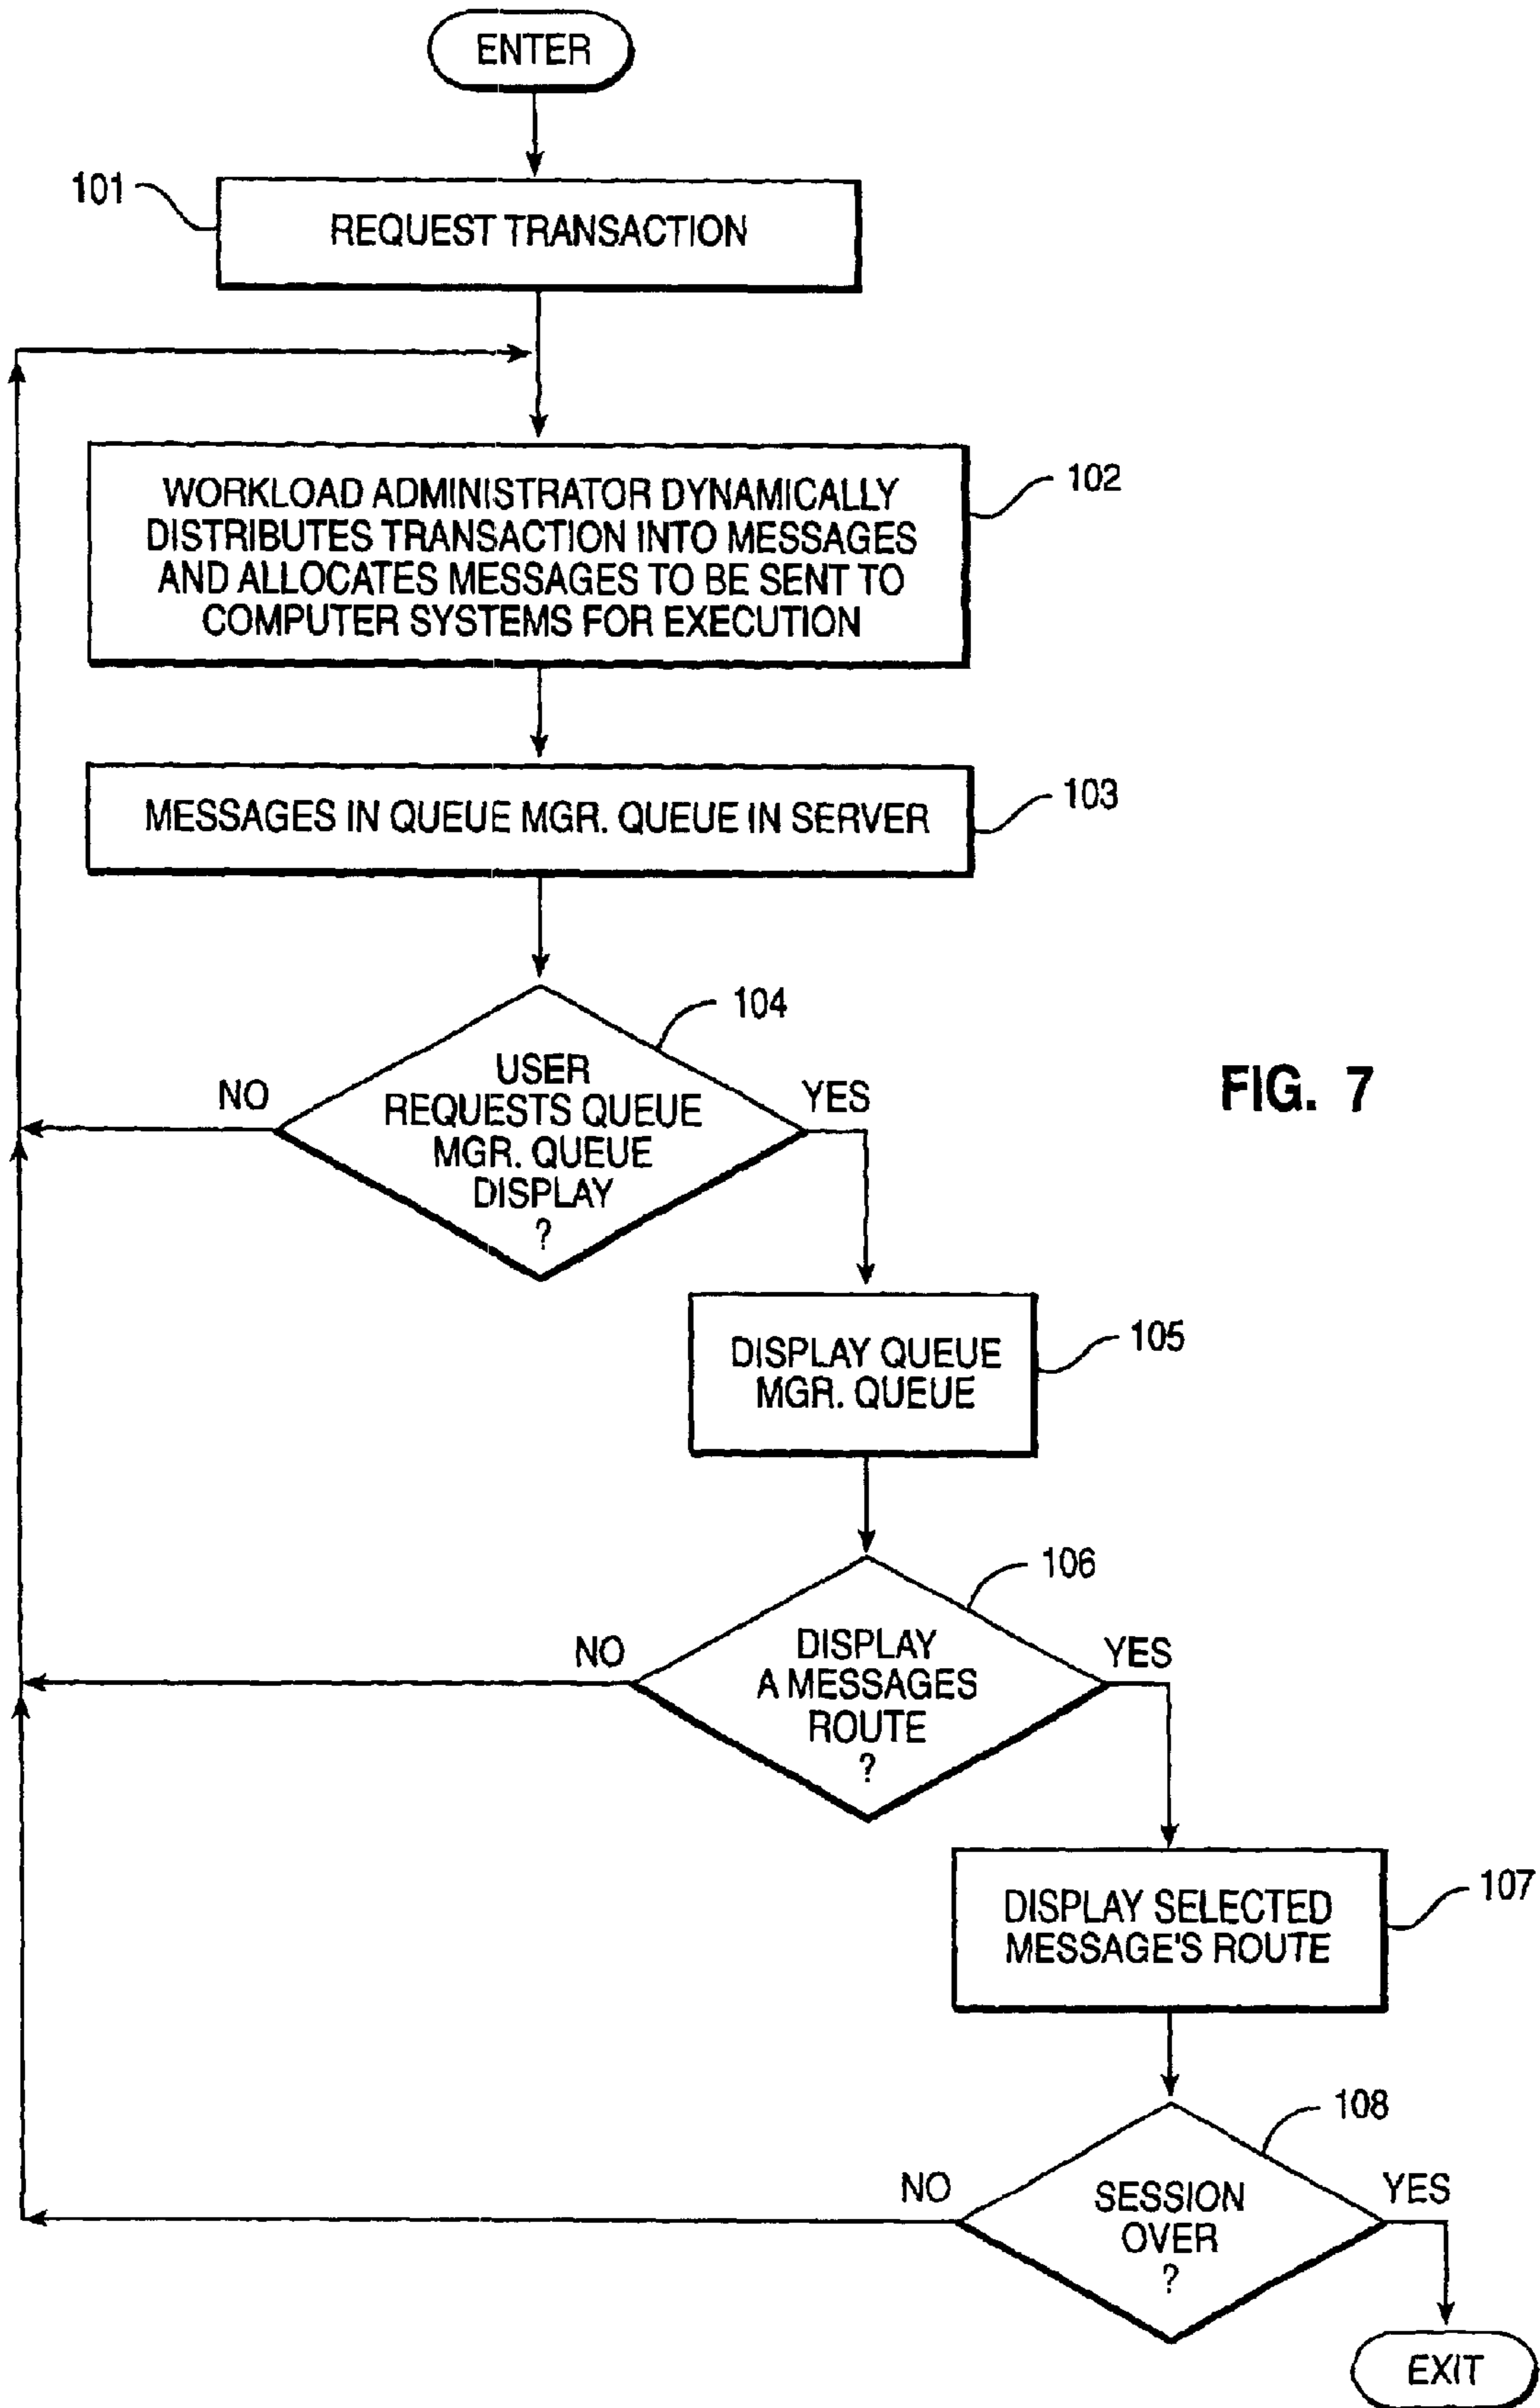 ENTER
101
REQUEST TRANSACTION
WORKLOAD ADMINISTRATOR DYNAMICALLY
DISTRIBUTES TRANSACTION INTO MESSAGES
AND ALLOCATES MESSAGES TO BE SENT TO
COMPUTER SYSTEMS FOR EXECUTION
102
MESSAGES IN QUEUE MGR. QUEUE IN SERVER
103
104
USER
REQUESTS QUEUE
MGR. QUEUE
DISPLAY
?
NO
YES
FIG. 7
DISPLAY QUEUE
MGR. QUEUE
105
106
DISPLAY
A MESSAGES
ROUTE
?
NO
YES
DISPLAY SELECTED
MESSAGE'S ROUTE
107
108
SESSION
OVER
?
NO
YES
EXIT